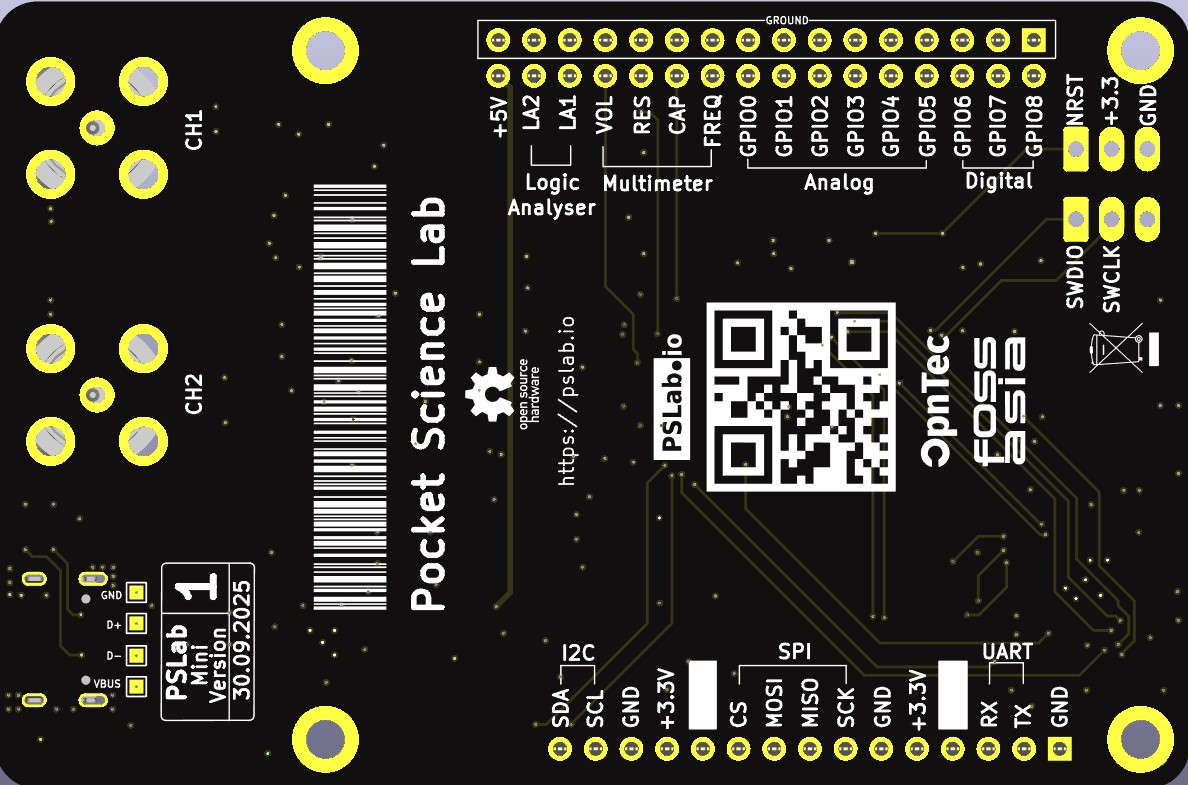 GROUND
+5V
LA2
LA1
VOL
RES
CAP
FREQ
GPIO0
GPIO1
GPIO2
GPIO3
GPIO4
GPIO5
GPIO6
GPIO7
GPIO8
Logic
Analyser
Multimeter
Analog
Digital
NRST
+3.3
GND
SWDIO
SWCLK
CH1
CH2
Pocket Science Lab
open source
hardware
https://pslab.io
PSLab.io
OpnTec
FOSS
asia
GND
D+
D-
VBUS
PSLab
Mini
Version
1
30.09.2025
I2C
SPI
UART
SDA
SCL
GND
+3.3V
CS
MOSI
MISO
SCK
GND
+3.3V
RX
TX
GND